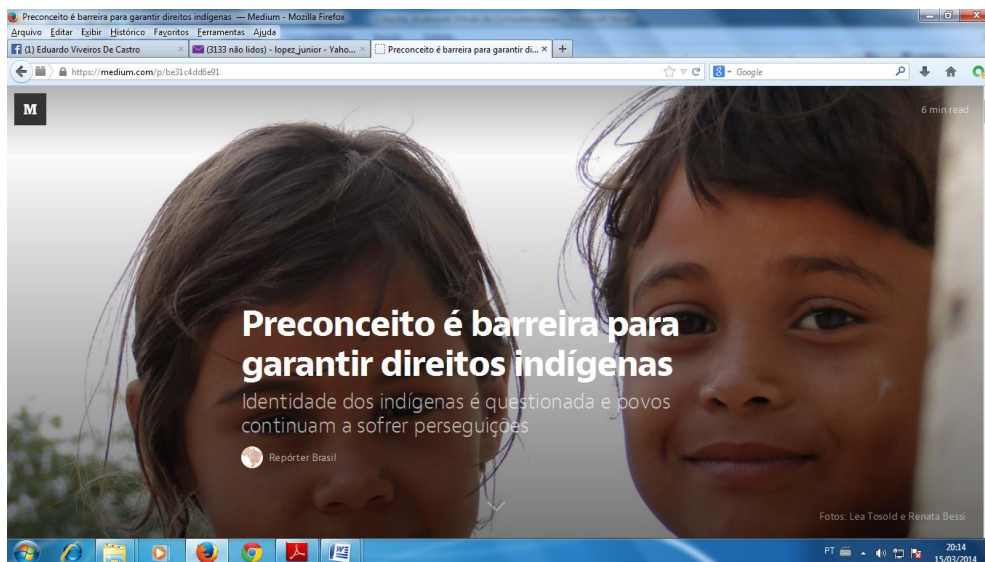 Preconceito é barreira para garantir direitos indígenas — Medium - Mozilla Firefox
Arquivo Editar Exibir Histórico Favoritos Ferramentas Ajuda
(1) Eduardo Viveiros De Castro
(3133 não lidos) - lopez_junior - Yaho...
Preconceito é barreira para garantir di...
https://medium.com/p/be31c4dd6e91
Google
M
6 min read
Preconceito é barreira para
garantir direitos indígenas
Identidade dos indígenas é questionada e povos
continuam a sofrer perseguições
Repórter Brasil
Fotos: Lea Tosold e Renata Bessi
PT
20:14
15/03/2014